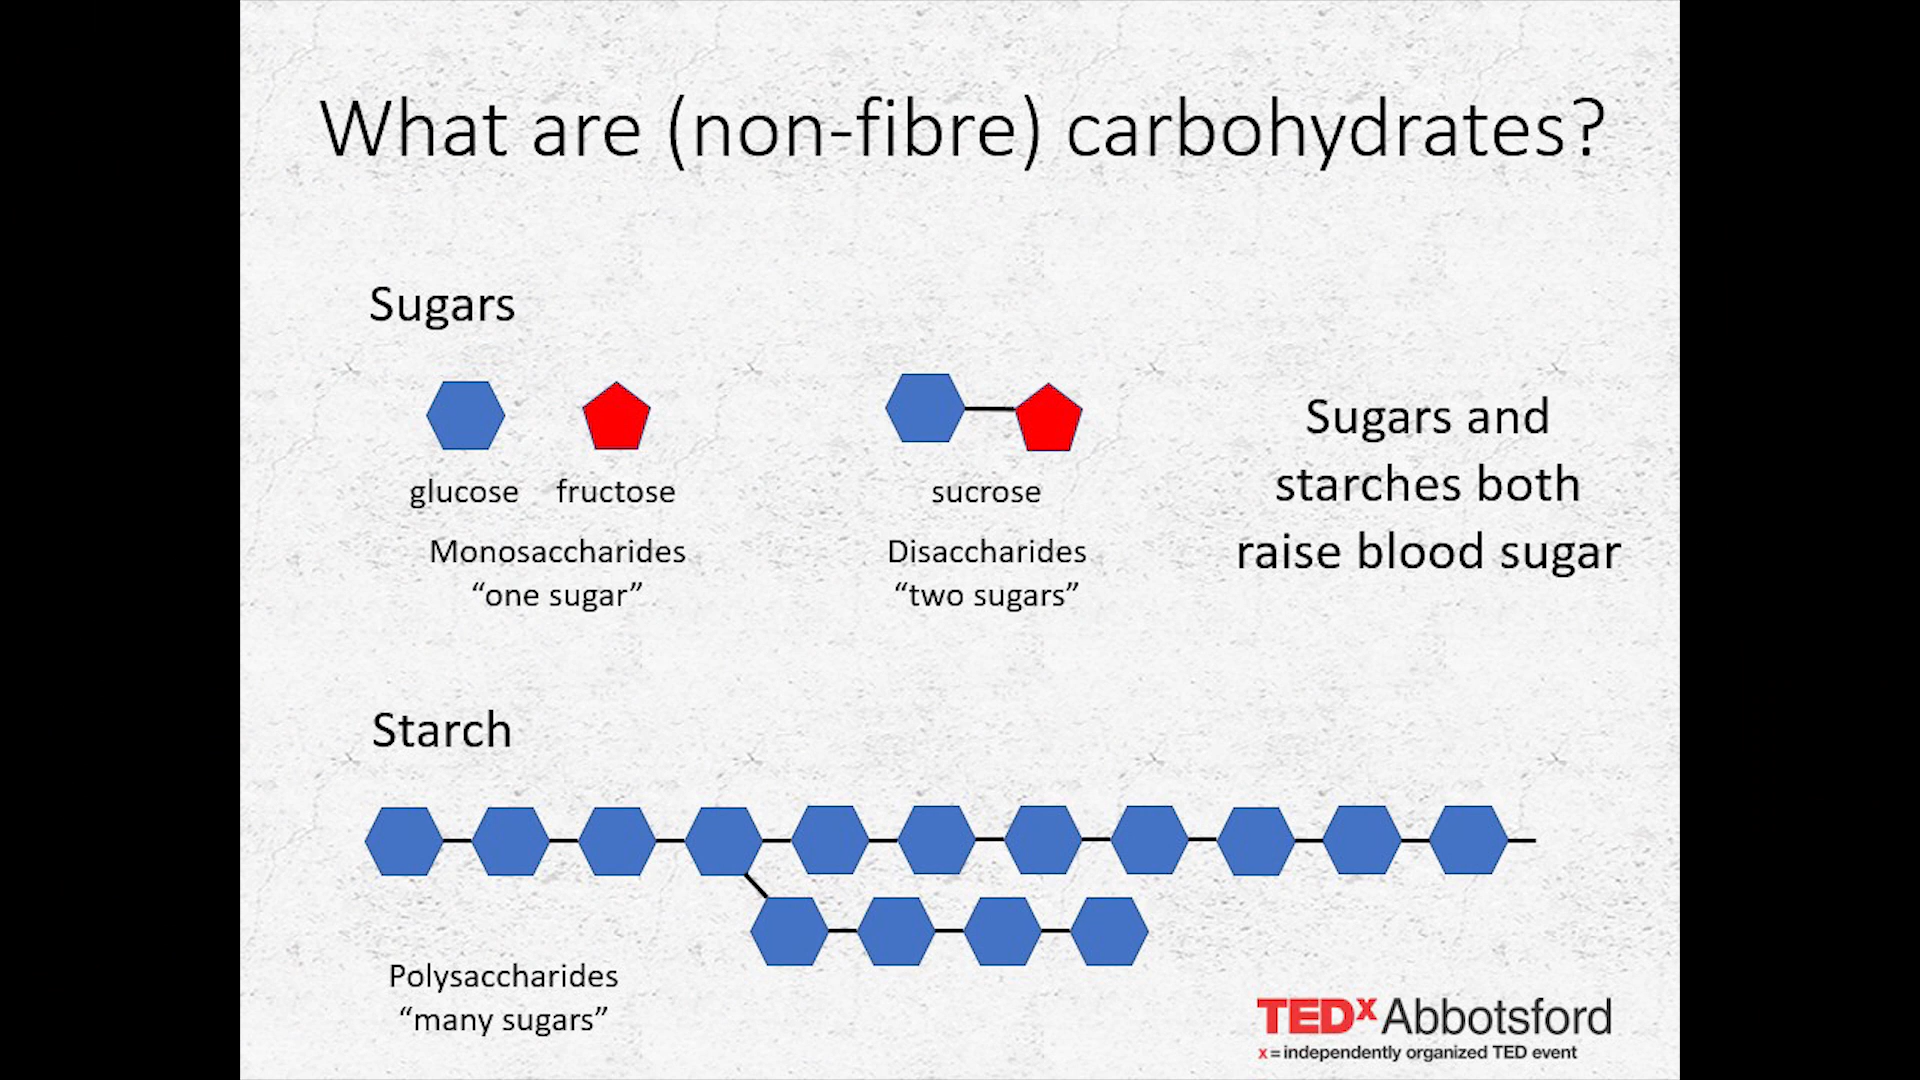 What are (non-fibre) carbohydrates?
Sugars
glucose
fructose
Monosaccharides
“one sugar”
sucrose
Disaccharides
“two sugars”
Sugars and
starches both
raise blood sugar
Starch
Polysaccharides
“many sugars”
TEDx Abbotsford
x = independently organized TED event